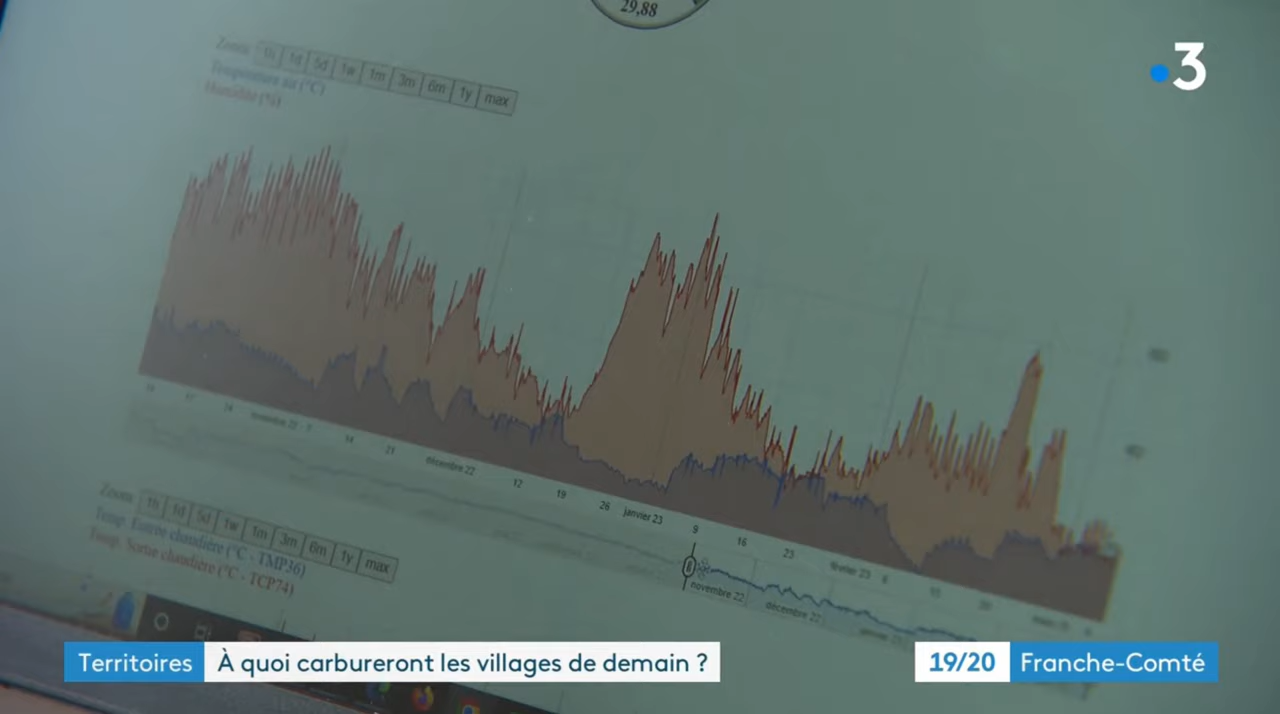 29,88
3
Zoom 1h 1d 5d 1w 1m 3m 6m 1y max
Température air (°C)
Humidité (%)
24 novembre 22 7 14 21 décembre 22 12 19 26 janvier 23 9 16 23 février 23 6
novembre 22 décembre 22
Zoom 1h 1d 5d 1w 1m 3m 6m 1y max
Temp. Entrée chaudière (°C - TMP36)
Temp. Sortie chaudière (°C - TCP74)
Territoires À quoi carbureront les villages de demain ?
19/20 Franche-Comté